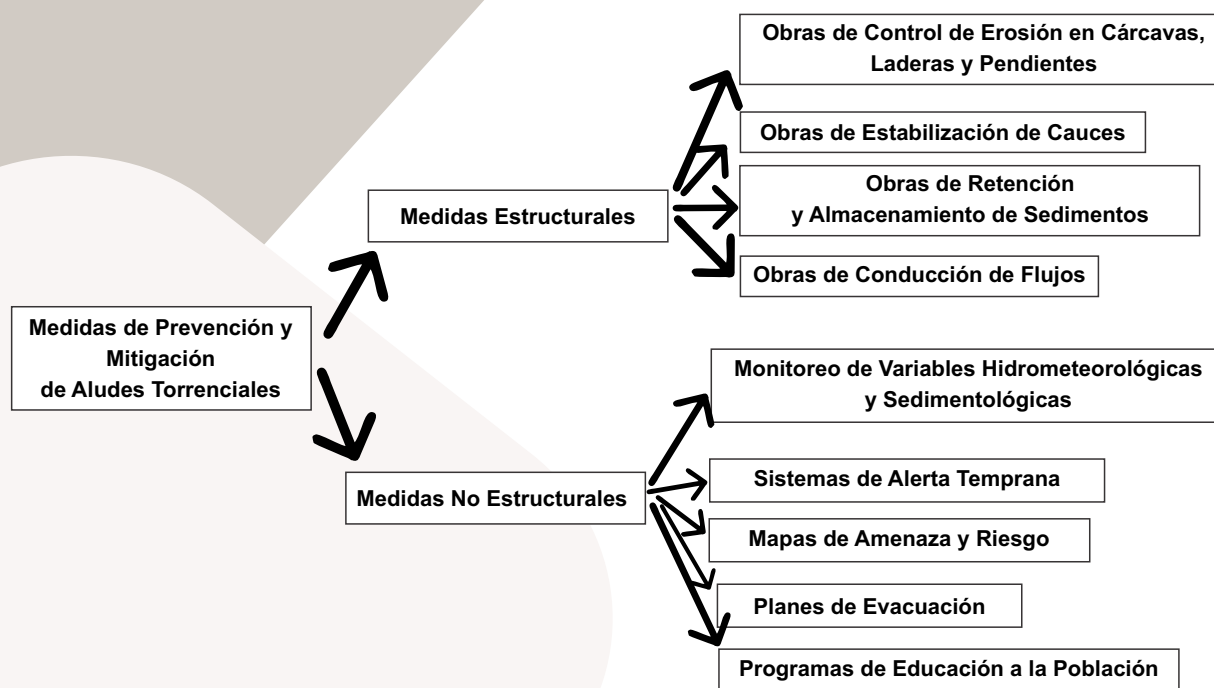 Medidas de Prevención y
Mitigación
de Aludes Torrenciales
Medidas Estructurales
Obras de Control de Erosión en Cárcavas,
Laderas y Pendientes
Obras de Estabilización de Cauces
Obras de Retención
y Almacenamiento de Sedimentos
Obras de Conducción de Flujos
Medidas No Estructurales
Monitoreo de Variables Hidrometeorológicas
y Sedimentológicas
Sistemas de Alerta Temprana
Mapas de Amenaza y Riesgo
Planes de Evacuación
Programas de Educación a la Población